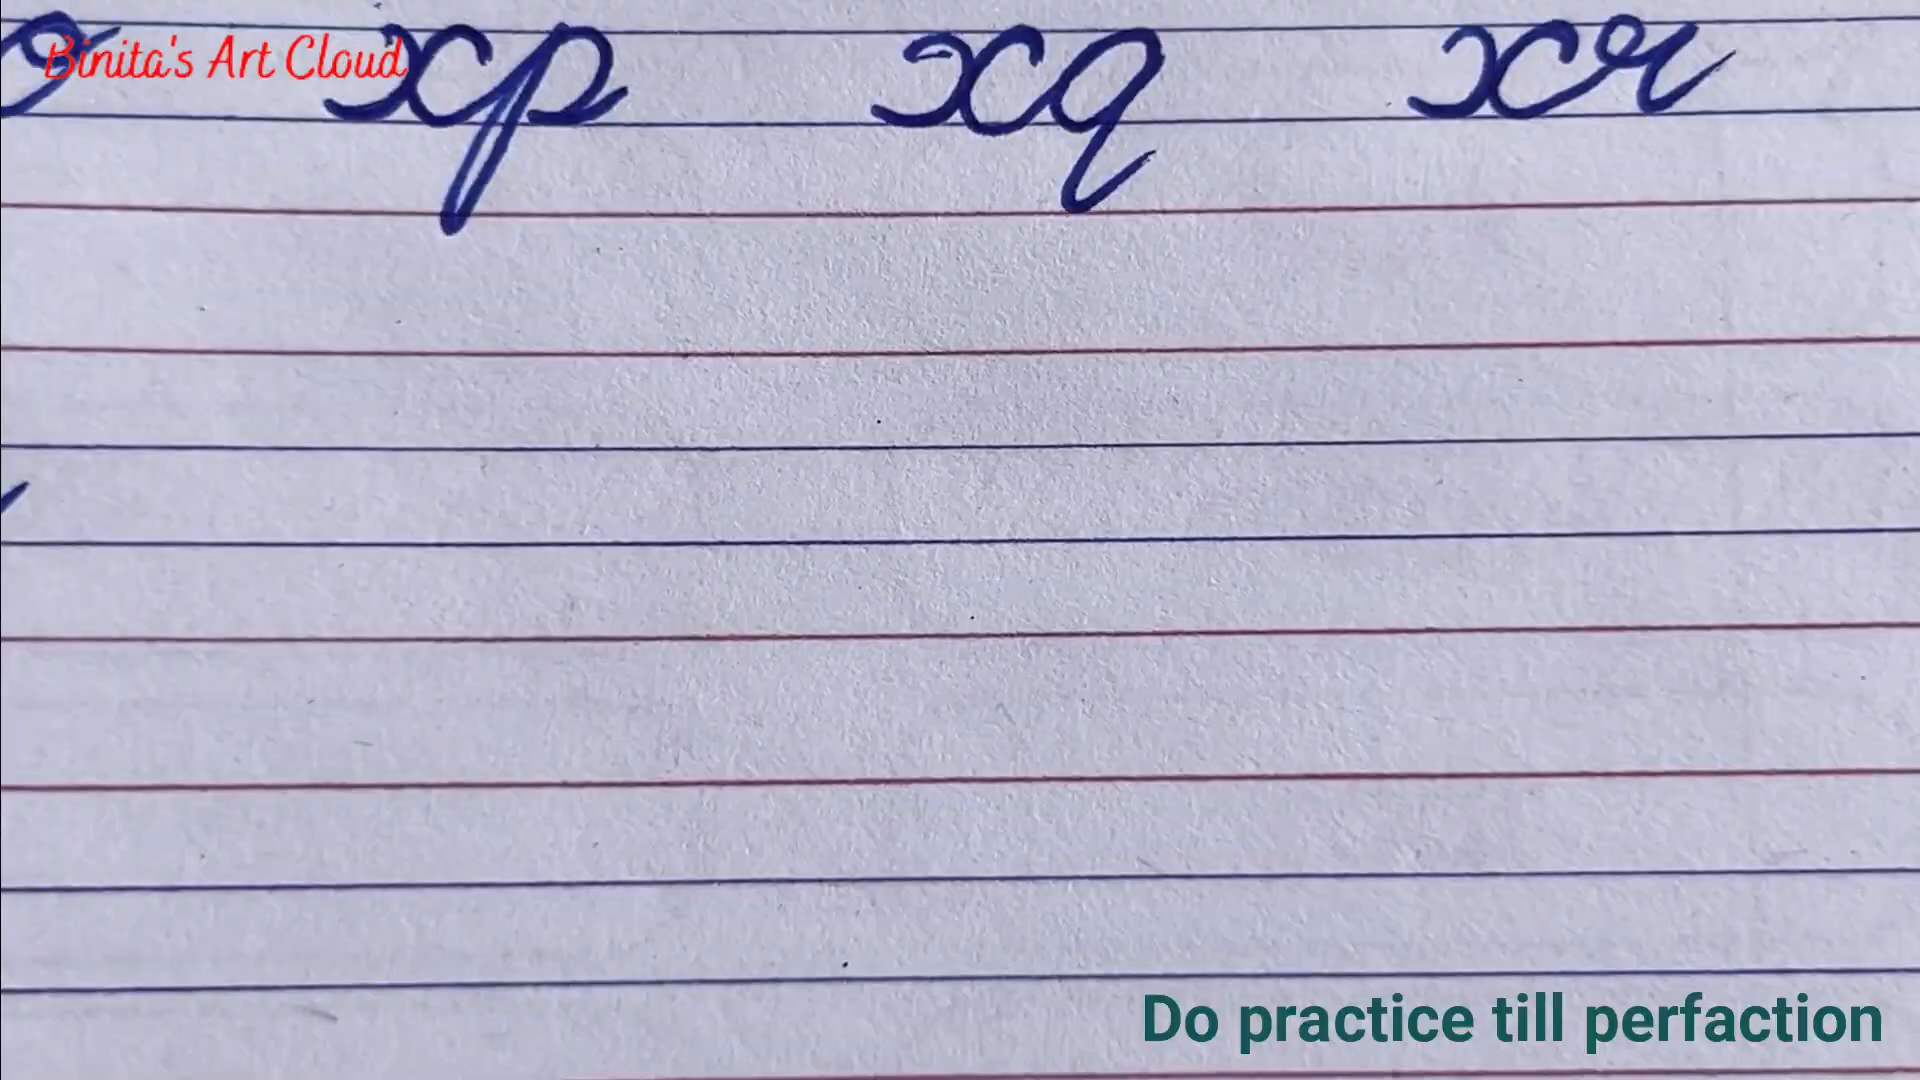 Binita's Art Cloud
xp xq xr
Do practice till perfaction